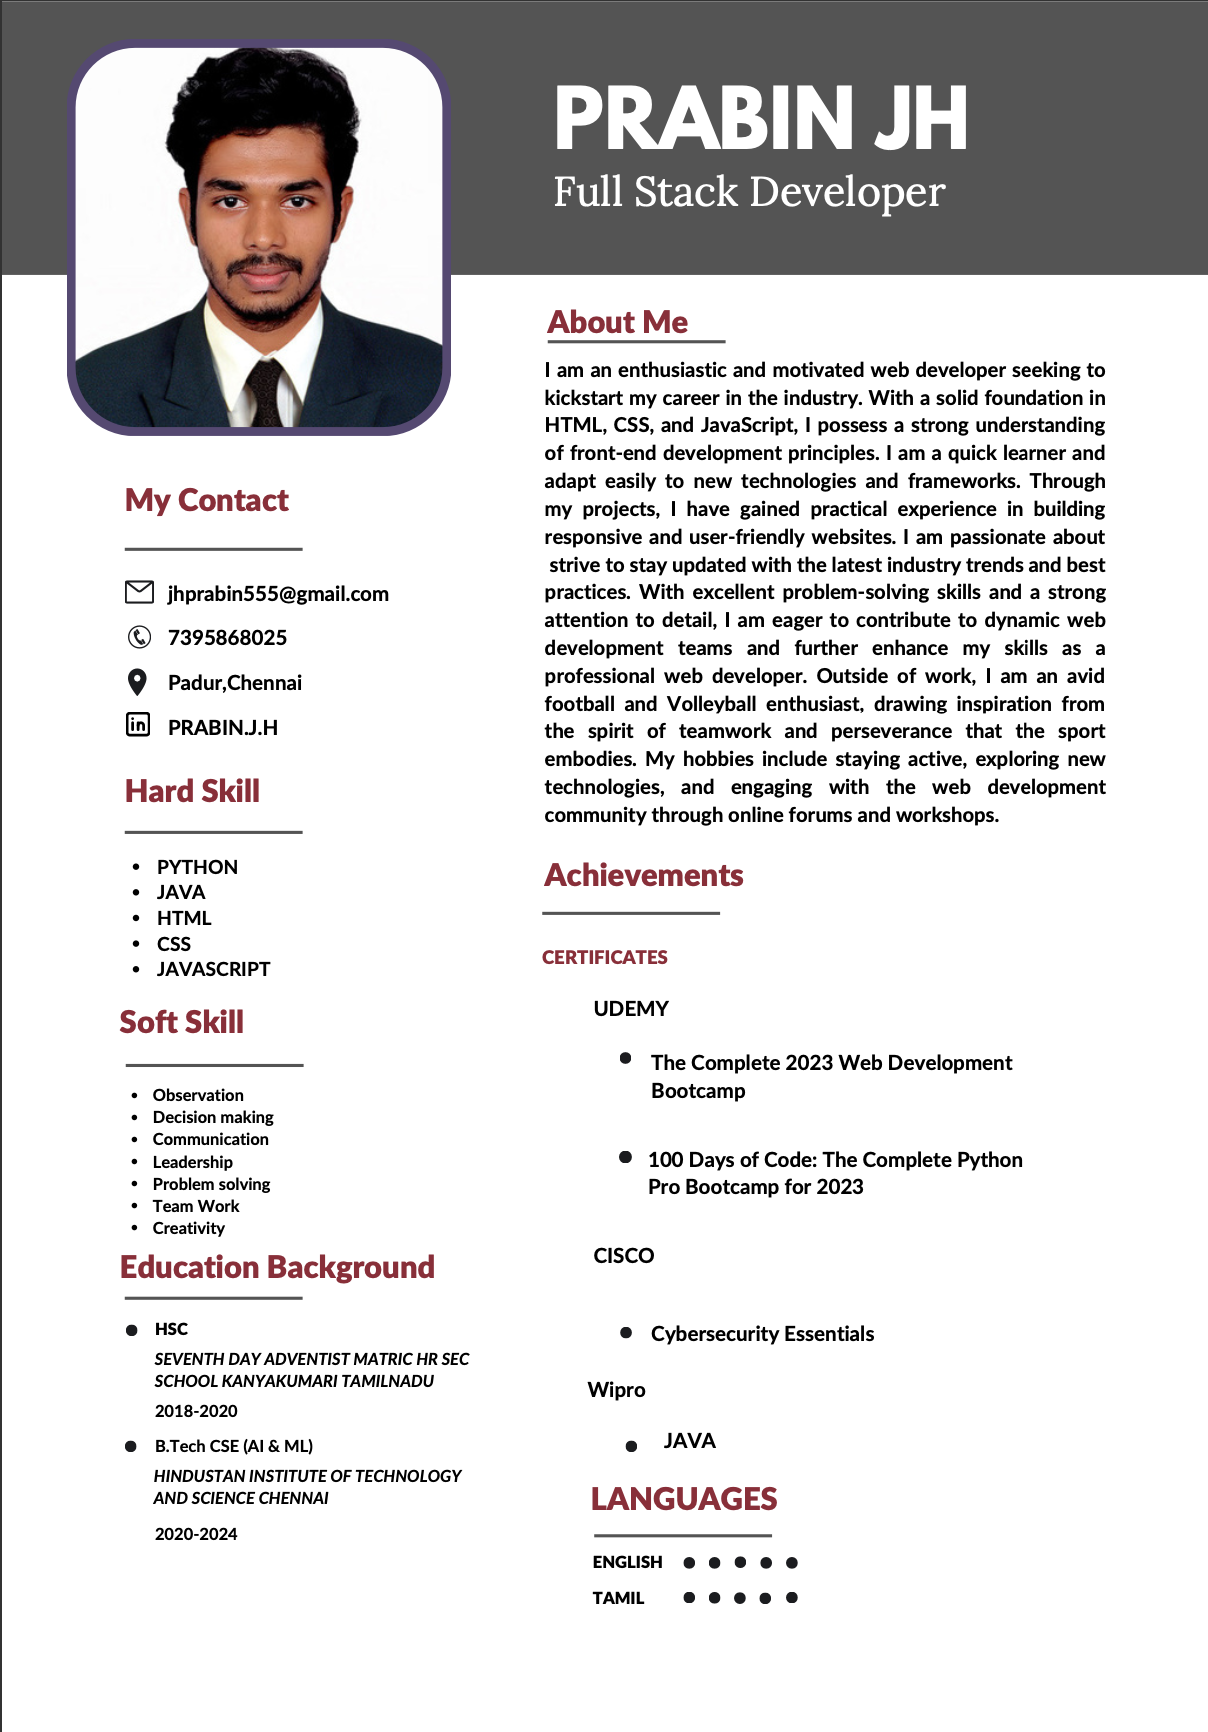 PRABIN JH
Full Stack Developer
My Contact
jhprabin555@gmail.com
7395868025
Padur,Chennai
in PRABIN.J.H
Hard Skill
• PYTHON
• JAVA
• HTML
• CSS
• JAVASCRIPT
Soft Skill
• Observation
• Decision making
• Communication
• Leadership
• Problem solving
• Team Work
• Creativity
Education Background
• HSC
SEVENTH DAY ADVENTIST MATRIC HR SEC
SCHOOL KANYAKUMARI TAMILNADU
2018-2020
• B.Tech CSE (AI & ML)
HINDUSTAN INSTITUTE OF TECHNOLOGY
AND SCIENCE CHENNAI
2020-2024
About Me
I am an enthusiastic and motivated web developer seeking to
kickstart my career in the industry. With a solid foundation in
HTML, CSS, and JavaScript, I possess a strong understanding
of front-end development principles. I am a quick learner and
adapt easily to new technologies and frameworks. Through
my projects, I have gained practical experience in building
responsive and user-friendly websites. I am passionate about
strive to stay updated with the latest industry trends and best
practices. With excellent problem-solving skills and a strong
attention to detail, I am eager to contribute to dynamic web
development teams and further enhance my skills as a
professional web developer. Outside of work, I am an avid
football and Volleyball enthusiast, drawing inspiration from
the spirit of teamwork and perseverance that the sport
embodies. My hobbies include staying active, exploring new
technologies, and engaging with the web development
community through online forums and workshops.
Achievements
CERTIFICATES
UDEMY
• The Complete 2023 Web Development
Bootcamp
• 100 Days of Code: The Complete Python
Pro Bootcamp for 2023
CISCO
• Cybersecurity Essentials
Wipro
• JAVA
LANGUAGES
ENGLISH
TAMIL